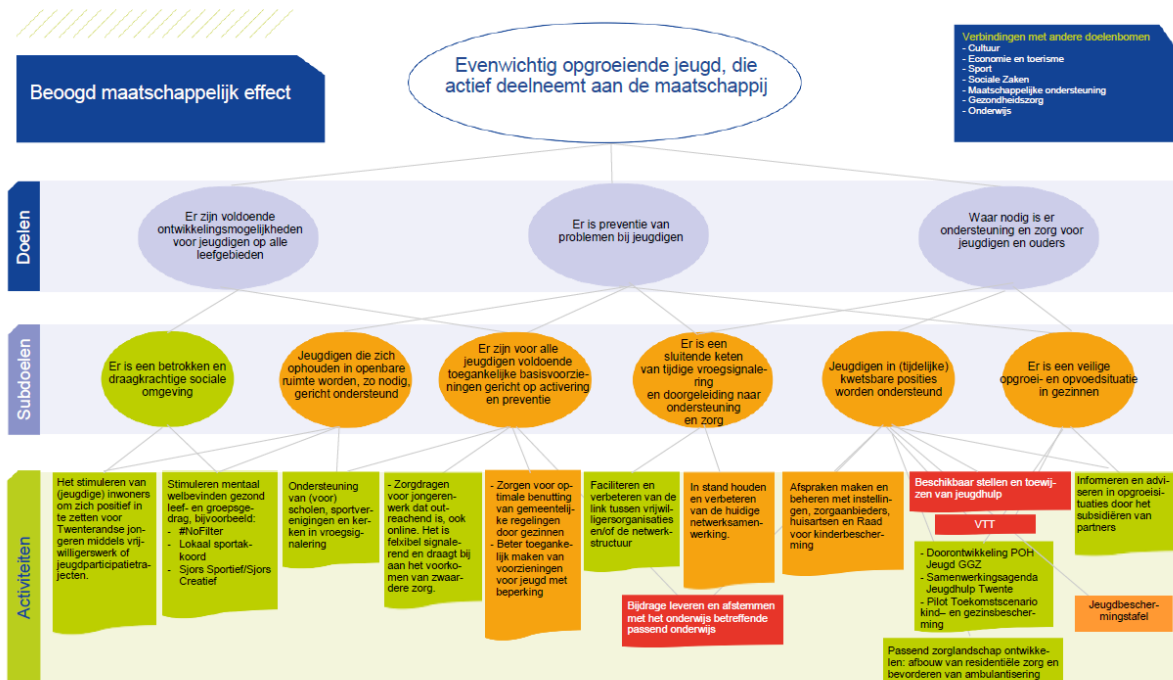 Beoogd maatschappelijk effect
Evenwichtig opgroeiende jeugd, die
actief deelneemt aan de maatschappij
Verbindingen met andere doelenbomen
- Cultuur
- Economie en toerisme
- Sport
- Sociale Zaken
- Maatschappelijke ondersteuning
- Gezondheidszorg
- Onderwijs
Doelen
Er zijn voldoende
ontwikkelingsmogelijkheden
voor jeugdigen op alle
leefgebieden
Er is preventie van
problemen bij jeugdigen
Waar nodig is er
ondersteuning en zorg voor
jeugdigen en ouders
Subdoelen
Er is een betrokken en
draagkrachtige sociale
omgeving
Jeugdigen die zich
ophouden in openbare
ruimte worden, zo nodig,
gericht ondersteund
Er zijn voor alle
jeugdigen voldoende
toegankelijke basisvoorzie-
ningen gericht op activering
en preventie
Er is een
sluitende keten
van tijdige vroegsignale-
ring
en doorgeleiding naar
ondersteuning
en zorg
Jeugdigen in (tijdelijke)
kwetsbare posities
worden ondersteund
Er is een veilige
opgroei- en opvoedsituatie
in gezinnen
Activiteiten
Het stimuleren van
(jeugdige) inwoners
om zich positief in
te zetten voor
Twenterandse jon-
geren middels vrij-
willigerswerk of
jeugdparticipatietra-
jecten.
Stimuleren mentaal
welbevinden gezond
leef- en groepsge-
drag, bijvoorbeeld:
- #NoFilter
- Lokaal sportak-
koord
- Sjors Sportief/Sjors
Creatief
Ondersteuning
van (voor)
scholen, sportver-
enigingen en ker-
ken in vroegsig-
nalering
- Zorgdragen
voor jongeren-
werk dat out-
reachend is, ook
online. Het is
felxibel signale-
rend en draagt bij
aan het voorko-
men van zwaar-
dere zorg.
- Zorgen voor op-
timale benutting
van gemeentelij-
ke regelingen
door gezinnen
- Beter toegankе-
lijk maken van
voorzieningen
voor jeugd met
beperking
Faciliteren en
verbeteren van de
link tussen vrijwil-
ligersorganisaties
en/of de netwerk-
structuur
In stand houden
en verbeteren
van de huidige
netwerksamen-
werking.
Bijdrage leveren en afstemmen
met het onderwijs betreffende
passend onderwijs
Afspraken maken en
beheren met instellin-
gen, zorgaanbieders,
huisartsen en Raad
voor kinderbescher-
ming
Beschikbaar stellen en toewij-
zen van jeugdhulp
VTT
- Doorontwikkeling POH
Jeugd GGZ
- Samenwerkingsagenda
Jeugdhulp Twente
- Pilot Toekomstscenario
kind– en gezinsbescher-
ming
Passend zorglandschap ontwikke-
len: afbouw van residentiële zorg en
bevorderen van ambulantisering
Informeren en advi-
seren in opgroeisi-
tuaties door het
subsidiëren van
partners
Jeugdbesche-
rmingstafel